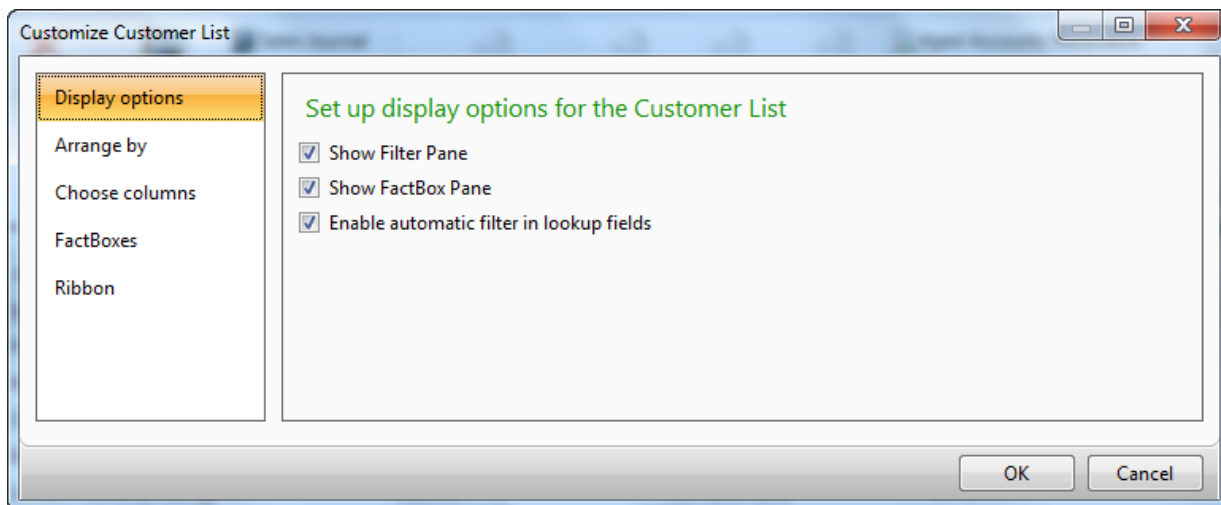 Customize Customer List
Display options
Arrange by
Choose columns
FactBoxes
Ribbon
Set up display options for the Customer List
Show Filter Pane
Show FactBox Pane
Enable automatic filter in lookup fields
OK
Cancel